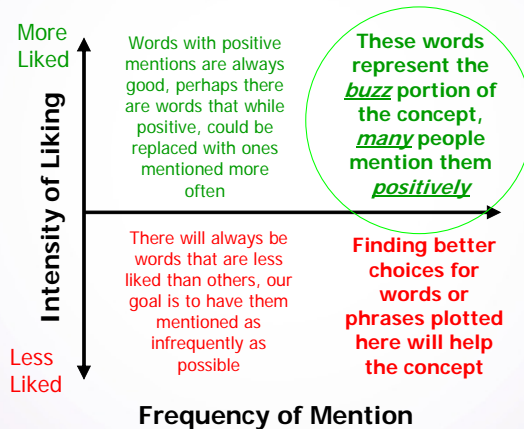 More
Liked
Intensity of Liking
Less
Liked
Words with positive
mentions are always
good, perhaps there
are words that while
positive, could be
replaced with ones
mentioned more
often
These words
represent the
buzz portion of
the concept,
many people
mention them
positively
There will always be
words that are less
liked than others, our
goal is to have them
mentioned as
infrequently as
possible
Finding better
choices for
words or
phrases plotted
here will help
the concept
Frequency of Mention